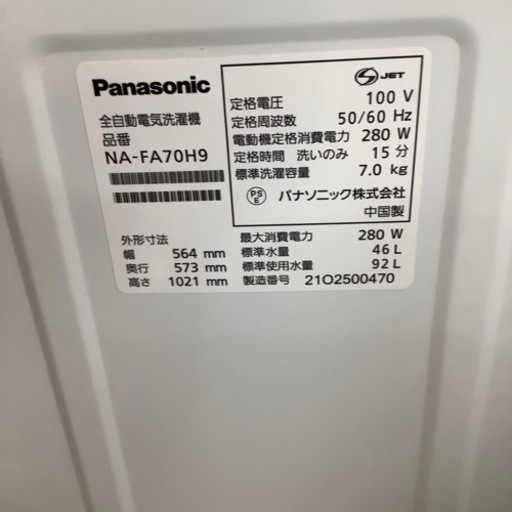 Panasonic
全自動電気洗濯機
品番
NA-FA70H9
外形寸法
幅 564 mm
奥行 573 mm
高さ 1021 mm
JET
定格電圧 100 V
定格周波数 50/60 Hz
電動機定格消費電力 280 W
定格時間 洗いのみ 15 分
標準洗濯容量 7.0 kg
PS E パナソニック株式会社
中国製
最大消費電力 280 W
標準水量 46 L
標準使用水量 92 L
製造番号 21O2500470